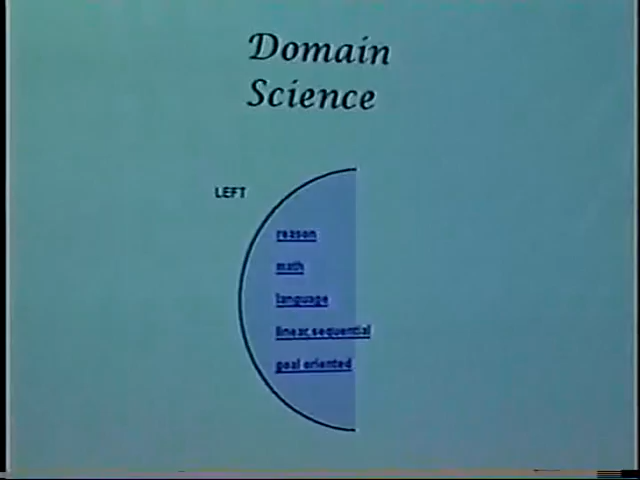 Domain
Science
LEFT
reason
math
language
linear, sequential
goal oriented